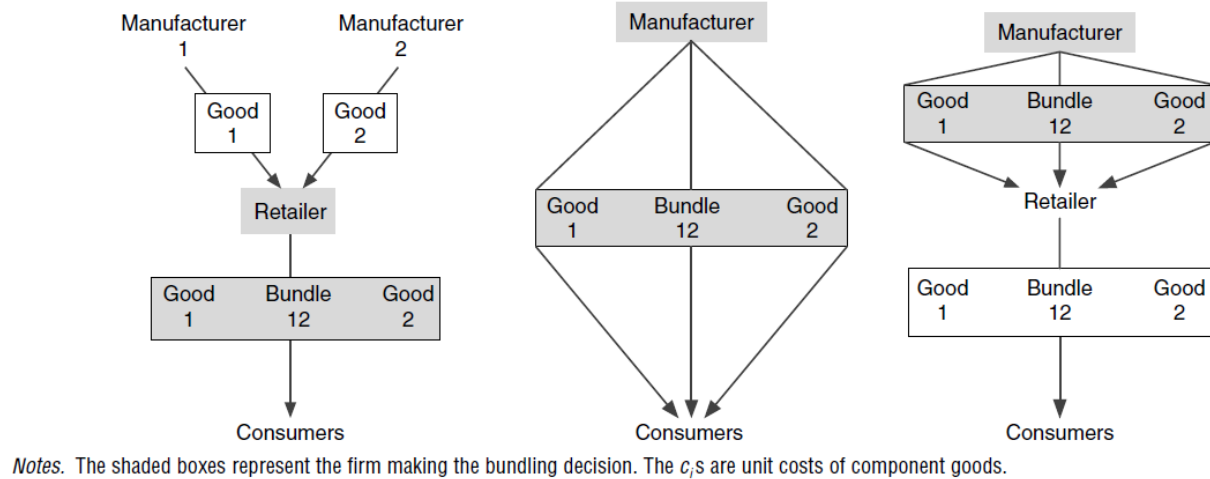 Manufacturer
1
Manufacturer
2
Good
1
Good
2
Retailer
Good
1
Bundle
12
Good
2
Consumers
Manufacturer
Good
1
Bundle
12
Good
2
Consumers
Manufacturer
Good
1
Bundle
12
Good
2
Retailer
Good
1
Bundle
12
Good
2
Consumers
Notes. The shaded boxes represent the firm making the bundling decision. The cᵢs are unit costs of component goods.